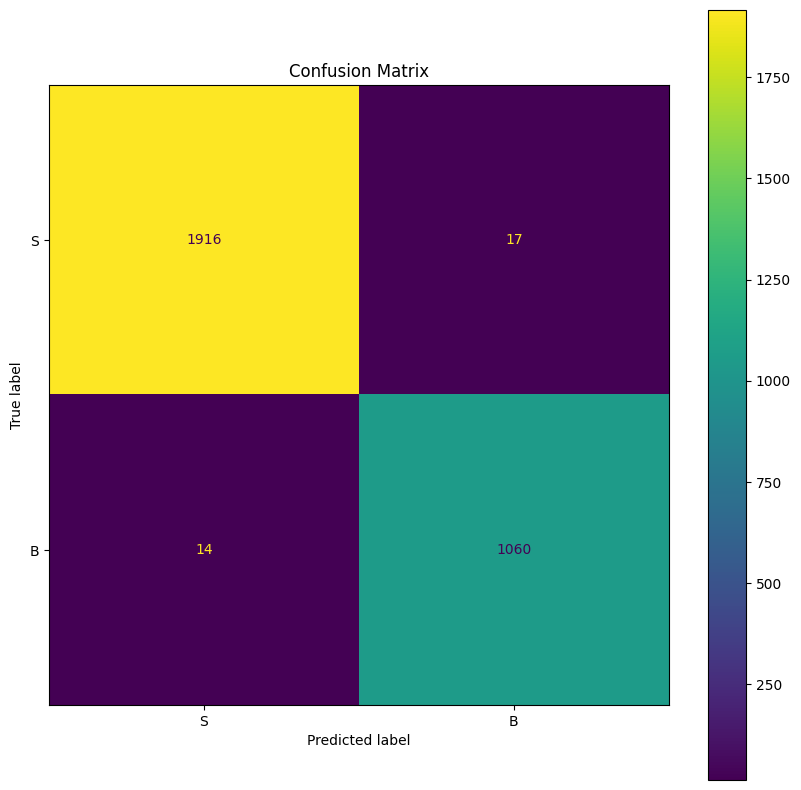 Confusion Matrix
True label
S
1916
17
B
14
1060
S
B
Predicted label
1750
1500
1250
1000
750
500
250